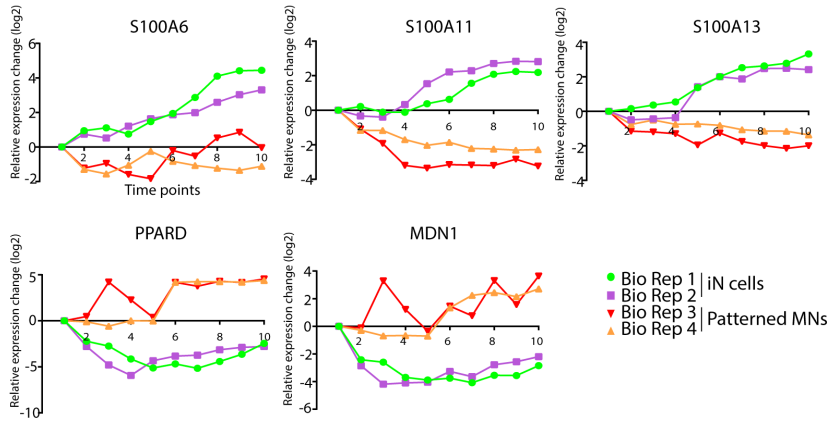 S100A6
S100A11
S100A13
Relative expression change (log2)
6
4
2
0
-2
2
4
6
8
10
Time points
Relative expression change (log2)
4
2
0
-2
-4
2
4
6
8
10
Relative expression change (log2)
4
2
0
-2
-4
2
4
6
8
10
PPARD
MDN1
Relative expression change (log2)
5
0
-5
-10
2
4
6
8
10
Relative expression change (log2)
4
2
0
-2
-4
-6
2
4
6
8
10
Bio Rep 1
Bio Rep 2
iN cells
Bio Rep 3
Bio Rep 4
Patterned MNs